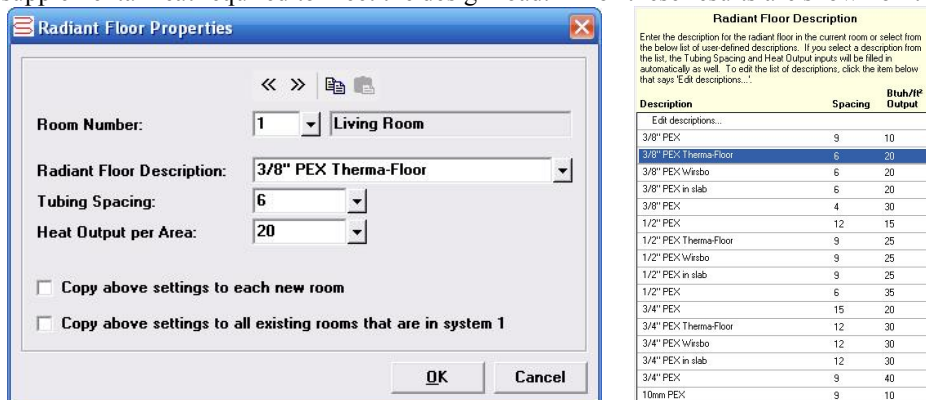 Radiant Floor Properties
Room Number: 1 Living Room
Radiant Floor Description: 3/8" PEX Therma-Floor
Tubing Spacing: 6
Heat Output per Area: 20
Copy above settings to each new room
Copy above settings to all existing rooms that are in system 1
OK Cancel
Radiant Floor Description
Enter the description for the radiant floor in the current room or select from
the below list of user-defined descriptions. If you select a description from
the list, the Tubing Spacing and Heat Output inputs will be filled in
automatically as well. To edit the list of descriptions, click the item below
that says 'Edit descriptions...'.
Btuh/ft²
Description Spacing Output
Edit descriptions...
3/8" PEX 9 10
3/8" PEX Therma-Floor 6 20
3/8" PEX Wirsbo 6 20
3/8" PEX in slab 6 20
3/8" PEX 4 30
1/2" PEX 12 15
1/2" PEX Therma-Floor 9 25
1/2" PEX Wirsbo 9 25
1/2" PEX in slab 9 25
1/2" PEX 6 35
3/4" PEX 15 20
3/4" PEX Therma-Floor 12 30
3/4" PEX Wirsbo 12 30
3/4" PEX in slab 12 30
3/4" PEX 9 40
10mm PEX 9 10